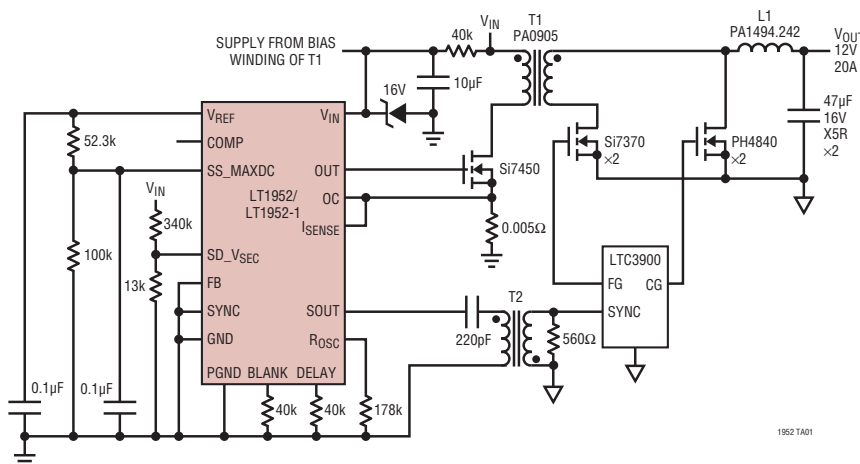 SUPPLY FROM BIAS
WINDING OF T1
40k
VIN
T1
PA0905
L1
PA1494.242
VOUT
12V
20A
10µF
16V
47µF
16V
X5R
×2
VREF
COMP
SS_MAXDC
SD_VSEC
FB
SYNC
GND
PGND BLANK DELAY
LT1952/
LT1952-1
VIN
OUT
OC
ISENSE
SOUT
ROSC
52.3k
100k
VIN
340k
13k
0.1µF
0.1µF
40k
40k
178k
Si7450
0.005Ω
Si7370
×2
PH4840
×2
LTC3900
FG
CG
SYNC
T2
220pF
560Ω
1952 TA01